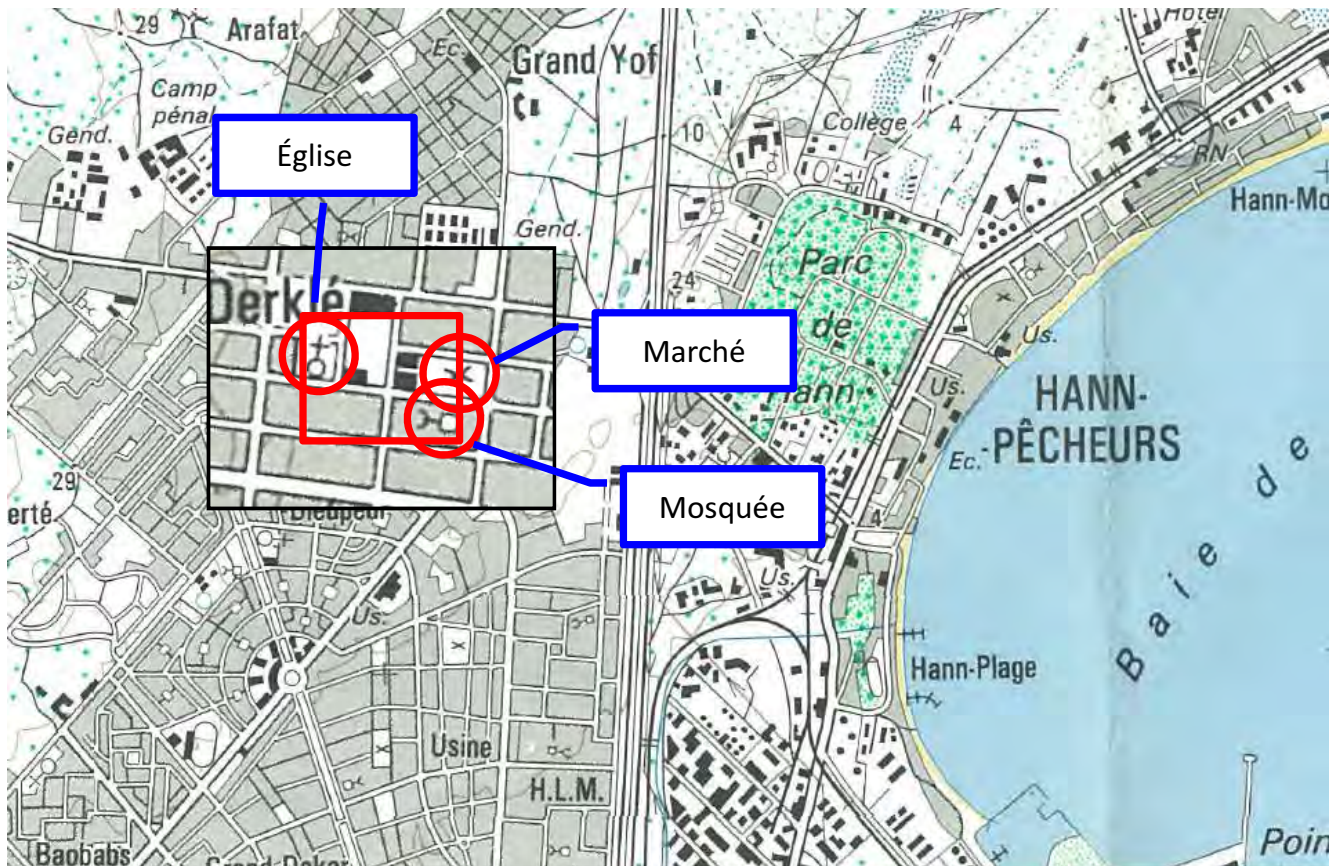 29
Arafat
Ec.
Grand Yof
Hôtel
Camp
pénal
Gend.
10
Collège
4
RN
Église
Hann-Mo
Gend.
Parc
24
Derklé
de
Us.
Marché
Hann
Us.
HANN-
PÊCHEURS
Ec.
29
erté.
Mosquée
4
Baie de
Dieupeul
Us.
Us.
Hann-Plage
Usine
H.L.M.
Baobabs
Grand-Dakar
Poin